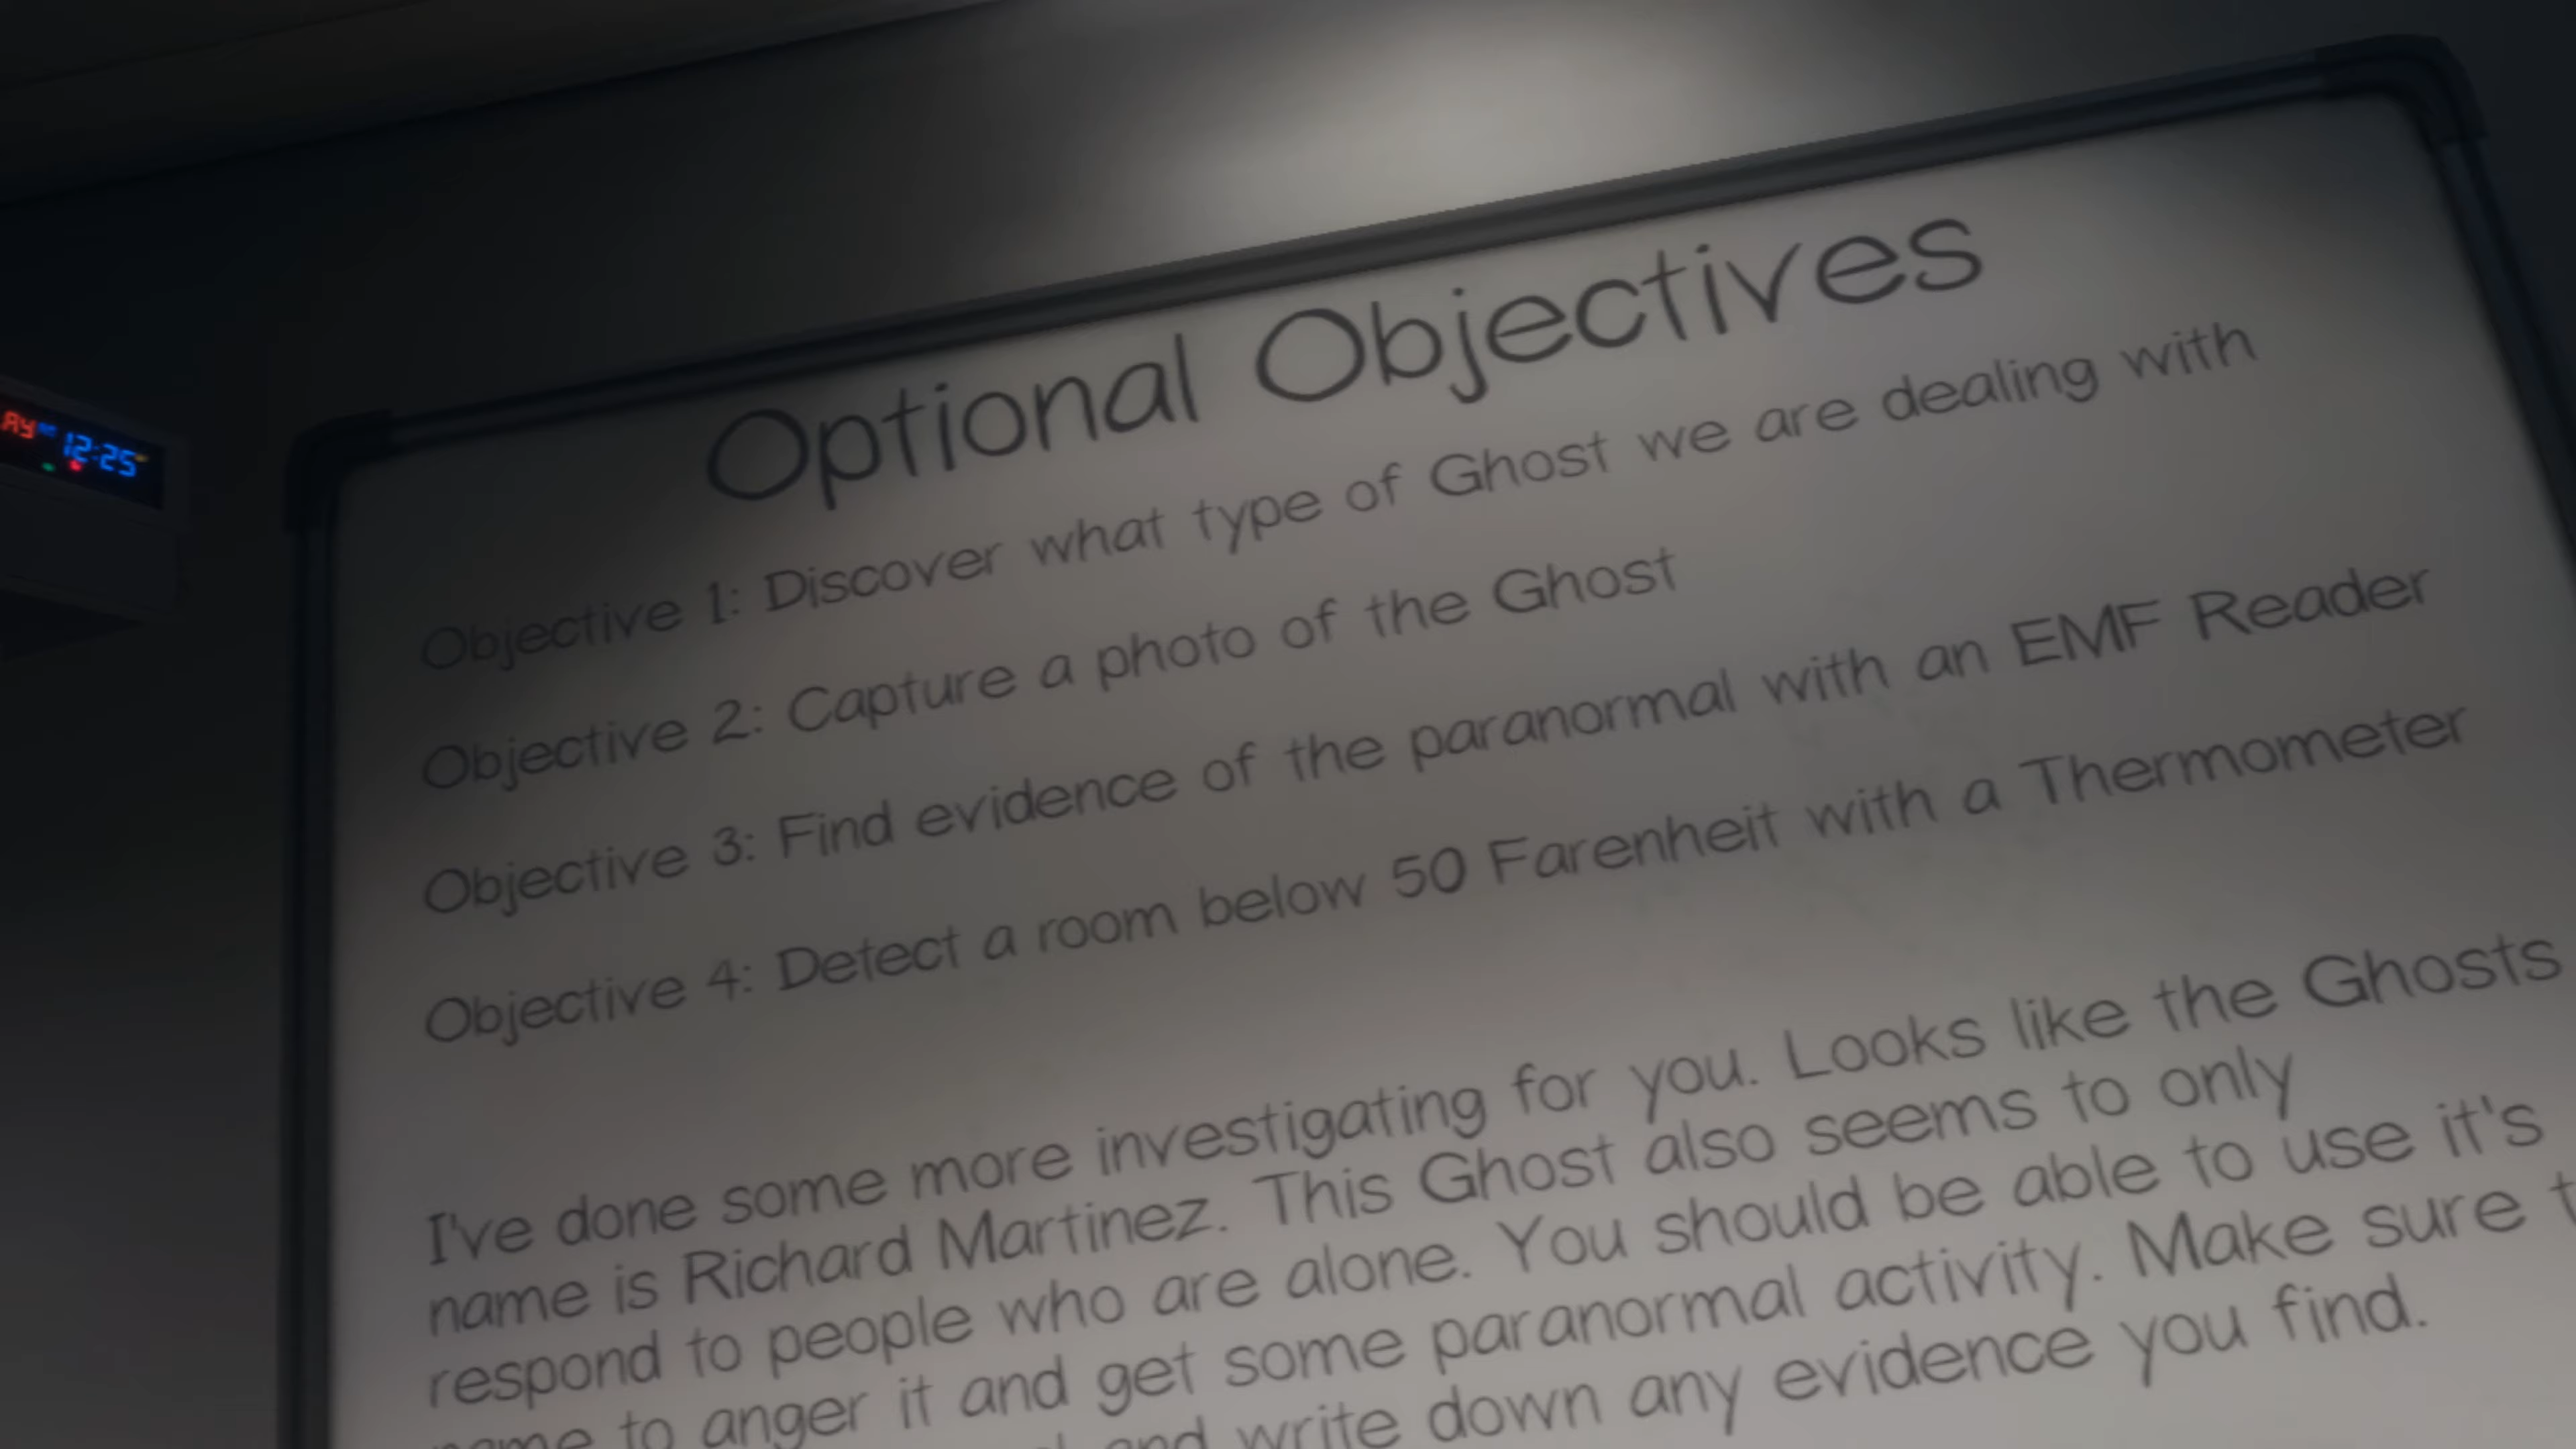 Optional Objectives
Objective 1: Discover what type of Ghost we are dealing with
Objective 2: Capture a photo of the Ghost
Objective 3: Find evidence of the paranormal with an EMF Reader
Objective 4: Detect a room below 50 Farenheit with a Thermometer
I've done some more investigating for you. Looks like the Ghosts
name is Richard Martinez. This Ghost also seems to only
respond to people who are alone. You should be able to use it's
name to anger it and get some paranormal activity. Make sure
and write down any evidence you find.
AY 12:25